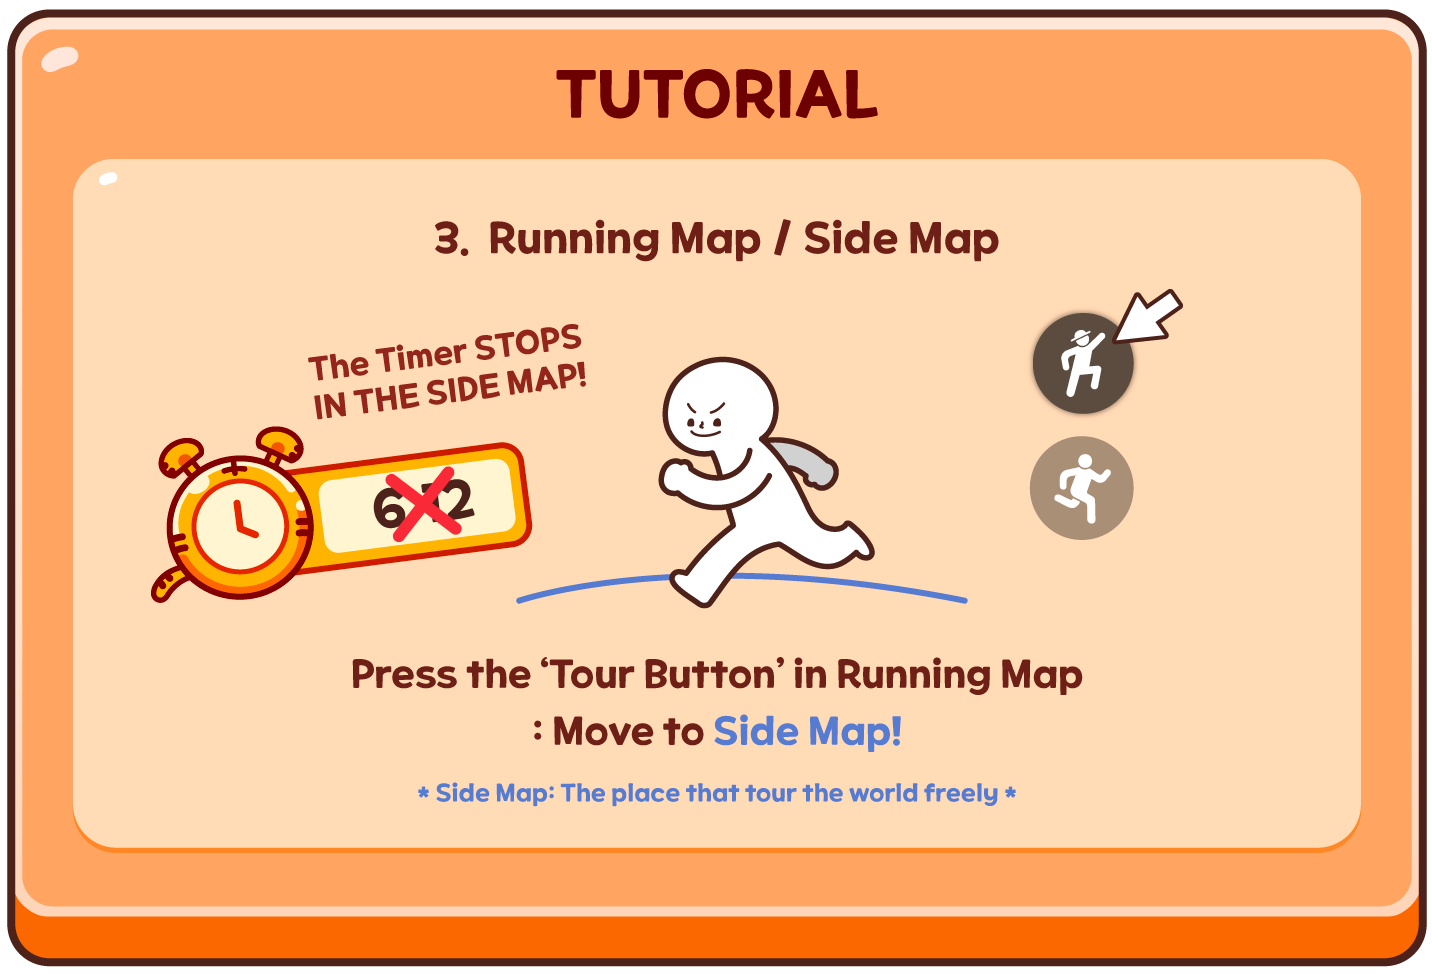 TUTORIAL
3. Running Map / Side Map
The Timer STOPS
IN THE SIDE MAP!
Press the ‘Tour Button’ in Running Map
: Move to Side Map!
* Side Map: The place that tour the world freely *